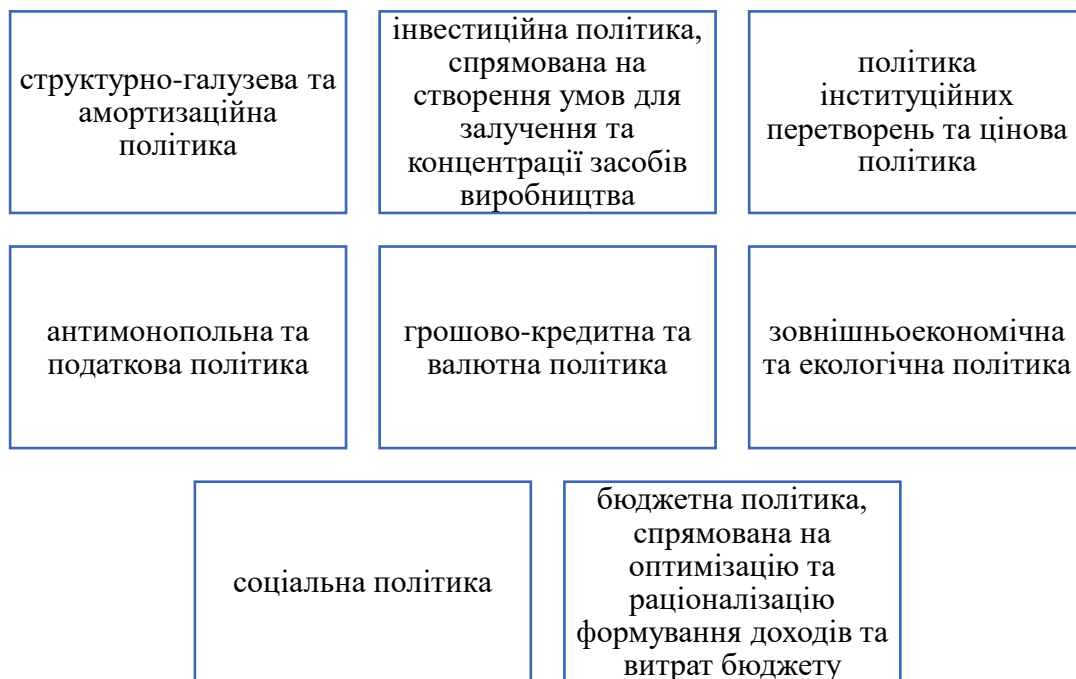 структурно-галузева та
амортизаційна
політика
інвестиційна політика,
спрямована на
створення умов для
залучення та
концентрації засобів
виробництва
політика
інституційних
перетворень та цінова
політика
антимонопольна та
податкова політика
грошово-кредитна та
валютна політика
зовнішньоекономічна
та екологічна політика
соціальна політика
бюджетна політика,
спрямована на
оптимізацію та
раціоналізацію
формування доходів та
витрат бюджету